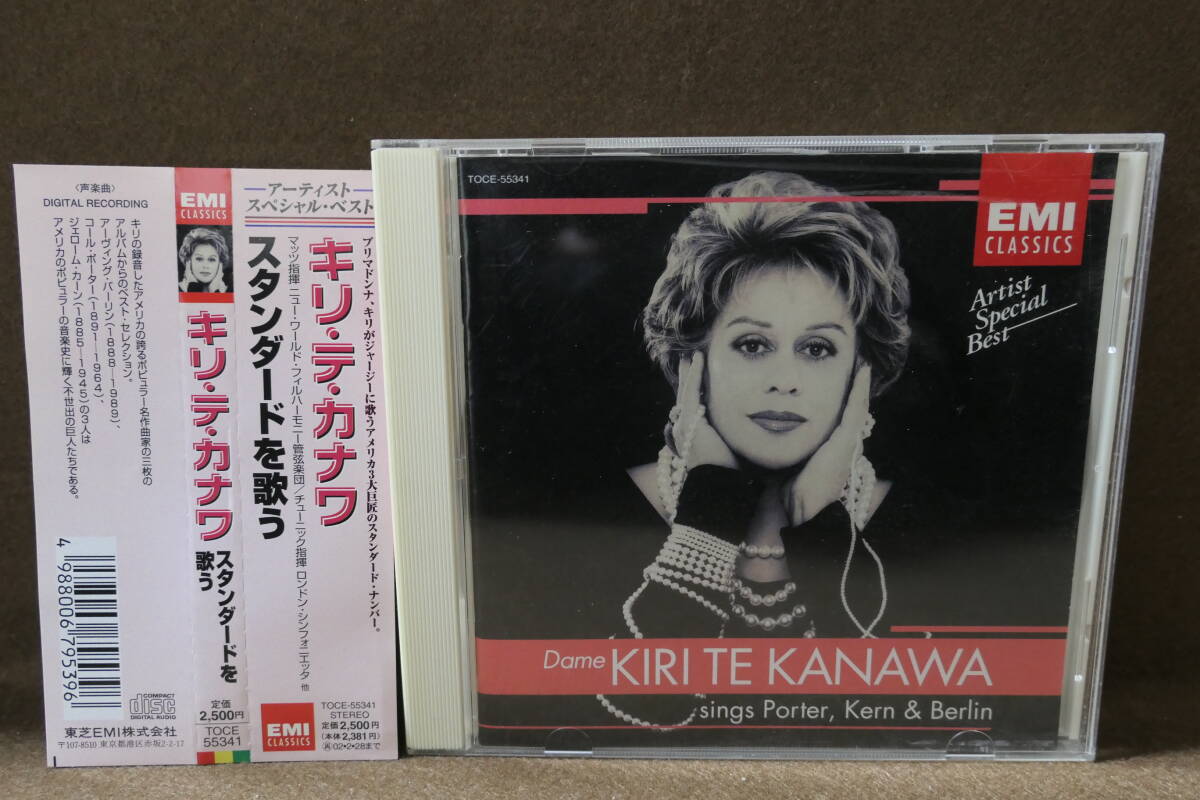 〈声楽曲〉
DIGITAL RECORDING
キリの録音したアメリカの誇るポピュラー名作曲家の三枚の
アルバムからのベスト・セレクション。
アーヴィング・バーリン(1888―1989)、
コール・ポーター(1891―1964)、
ジェローム・カーン(1885―1945)の3人は
アメリカのポピュラーの音楽史に輝く不世出の巨人たちである。
4 988006 795396
COMPACT
disc
DIGITAL AUDIO
東芝EMI株式会社
〒107-8510 東京都港区赤坂2-2-17
EMI
CLASSICS
キリ・テ・カナワ
スタンダードを
歌う
定価
2,500円
TOCE
55341
アーティスト
スペシャル・ベスト
プリマドンナ、キリがジャージーに歌うアメリカ3大巨匠のスタンダード・ナンバー。
キリ・テ・カナワ
マッツ指揮 ニュー・ワールド・フィルハーモニー管弦楽団/チューニック指揮 ロンドン・シンフォニエッタ 他
スタンダードを歌う
EMI
CLASSICS
TOCE-55341
STEREO
定価2,500円
(本体2,381円)
再02・2・28まで
TOCE-55341
EMI
CLASSICS
Artist
Special
Best
Dame KIRI TE KANAWA
sings Porter, Kern & Berlin